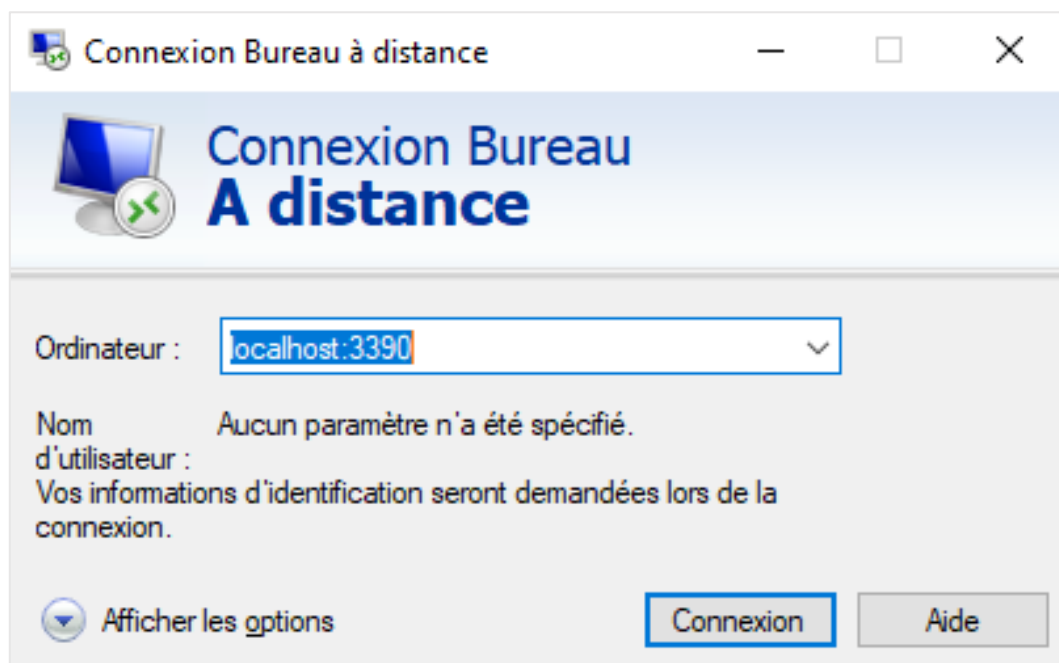 Connexion Bureau à distance
Connexion Bureau
A distance
Ordinateur :
localhost:3390
Nom
d'utilisateur :
Aucun paramètre n'a été spécifié.
Vos informations d'identification seront demandées lors de la
connexion.
Afficher les options
Connexion
Aide